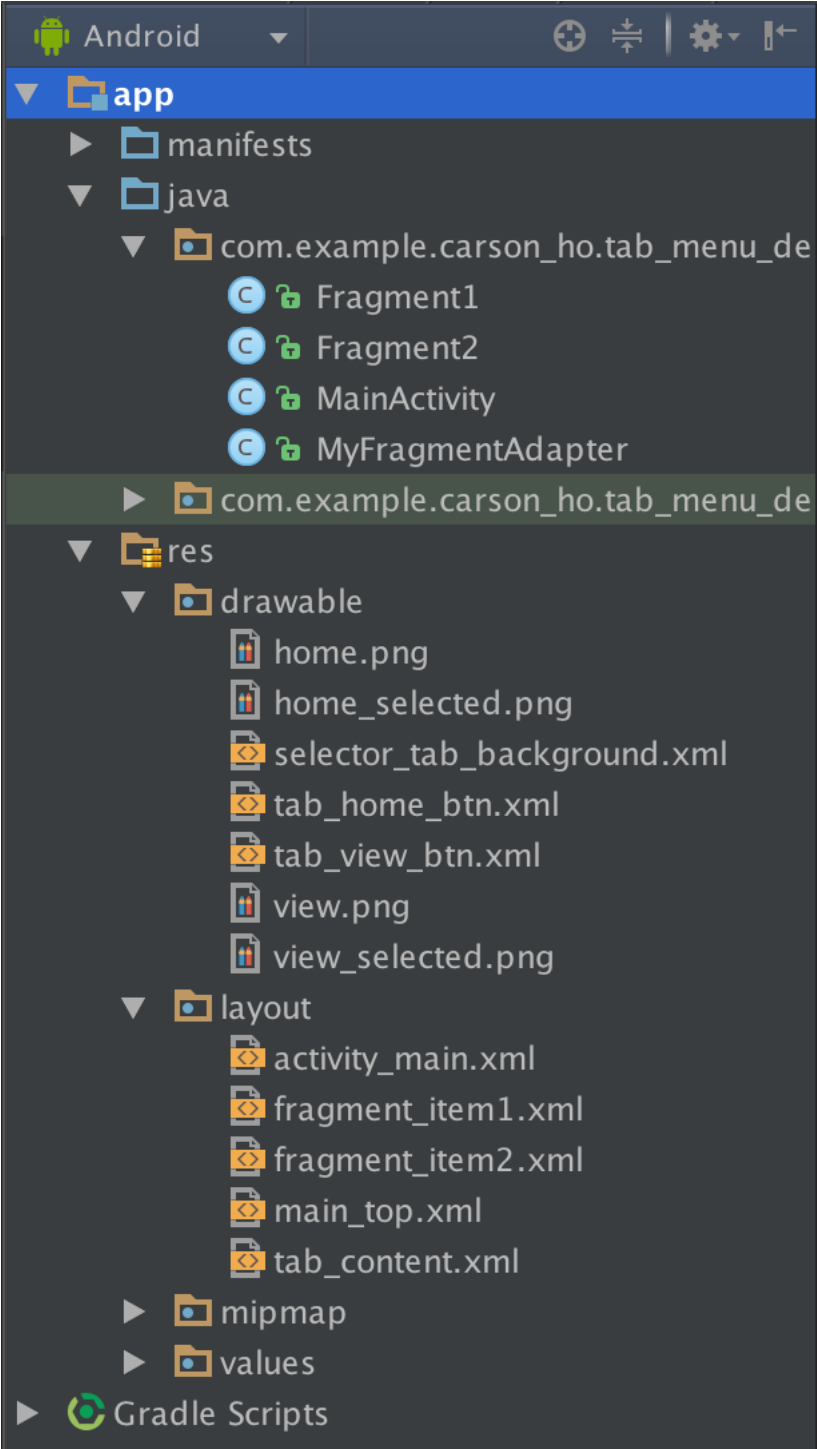 Android
app
manifests
java
com.example.carson_ho.tab_menu_de
Fragment1
Fragment2
MainActivity
MyFragmentAdapter
com.example.carson_ho.tab_menu_de
res
drawable
home.png
home_selected.png
selector_tab_background.xml
tab_home_btn.xml
tab_view_btn.xml
view.png
view_selected.png
layout
activity_main.xml
fragment_item1.xml
fragment_item2.xml
main_top.xml
tab_content.xml
mipmap
values
Gradle Scripts